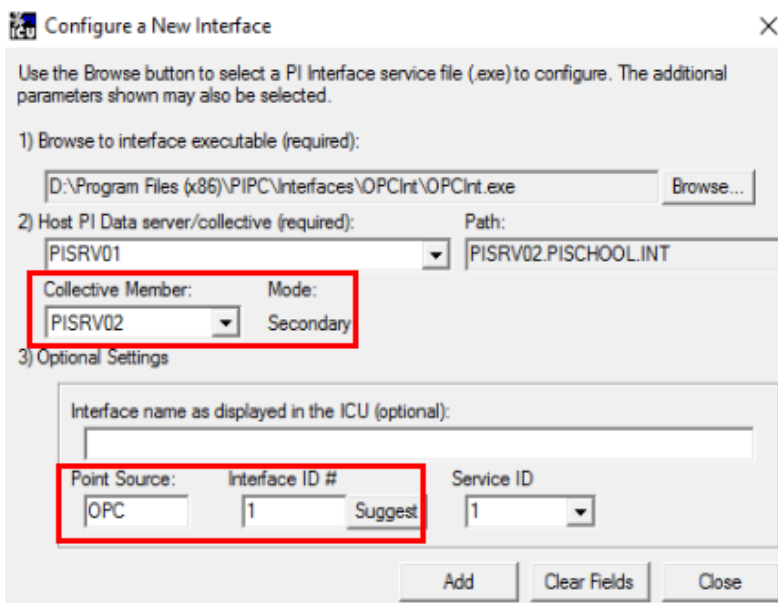 ICU Configure a New Interface
Use the Browse button to select a PI Interface service file (.exe) to configure. The additional
parameters shown may also be selected.
1) Browse to interface executable (required):
D:\Program Files (x86)\PIPC\Interfaces\OPCInt\OPCInt.exe Browse...
2) Host PI Data server/collective (required): Path:
PISRV01 PISRV02.PISCHOOL.INT
Collective Member: Mode:
PISRV02 Secondary
3) Optional Settings
Interface name as displayed in the ICU (optional):
Point Source: Interface ID # Service ID
OPC 1 Suggest 1
Add Clear Fields Close